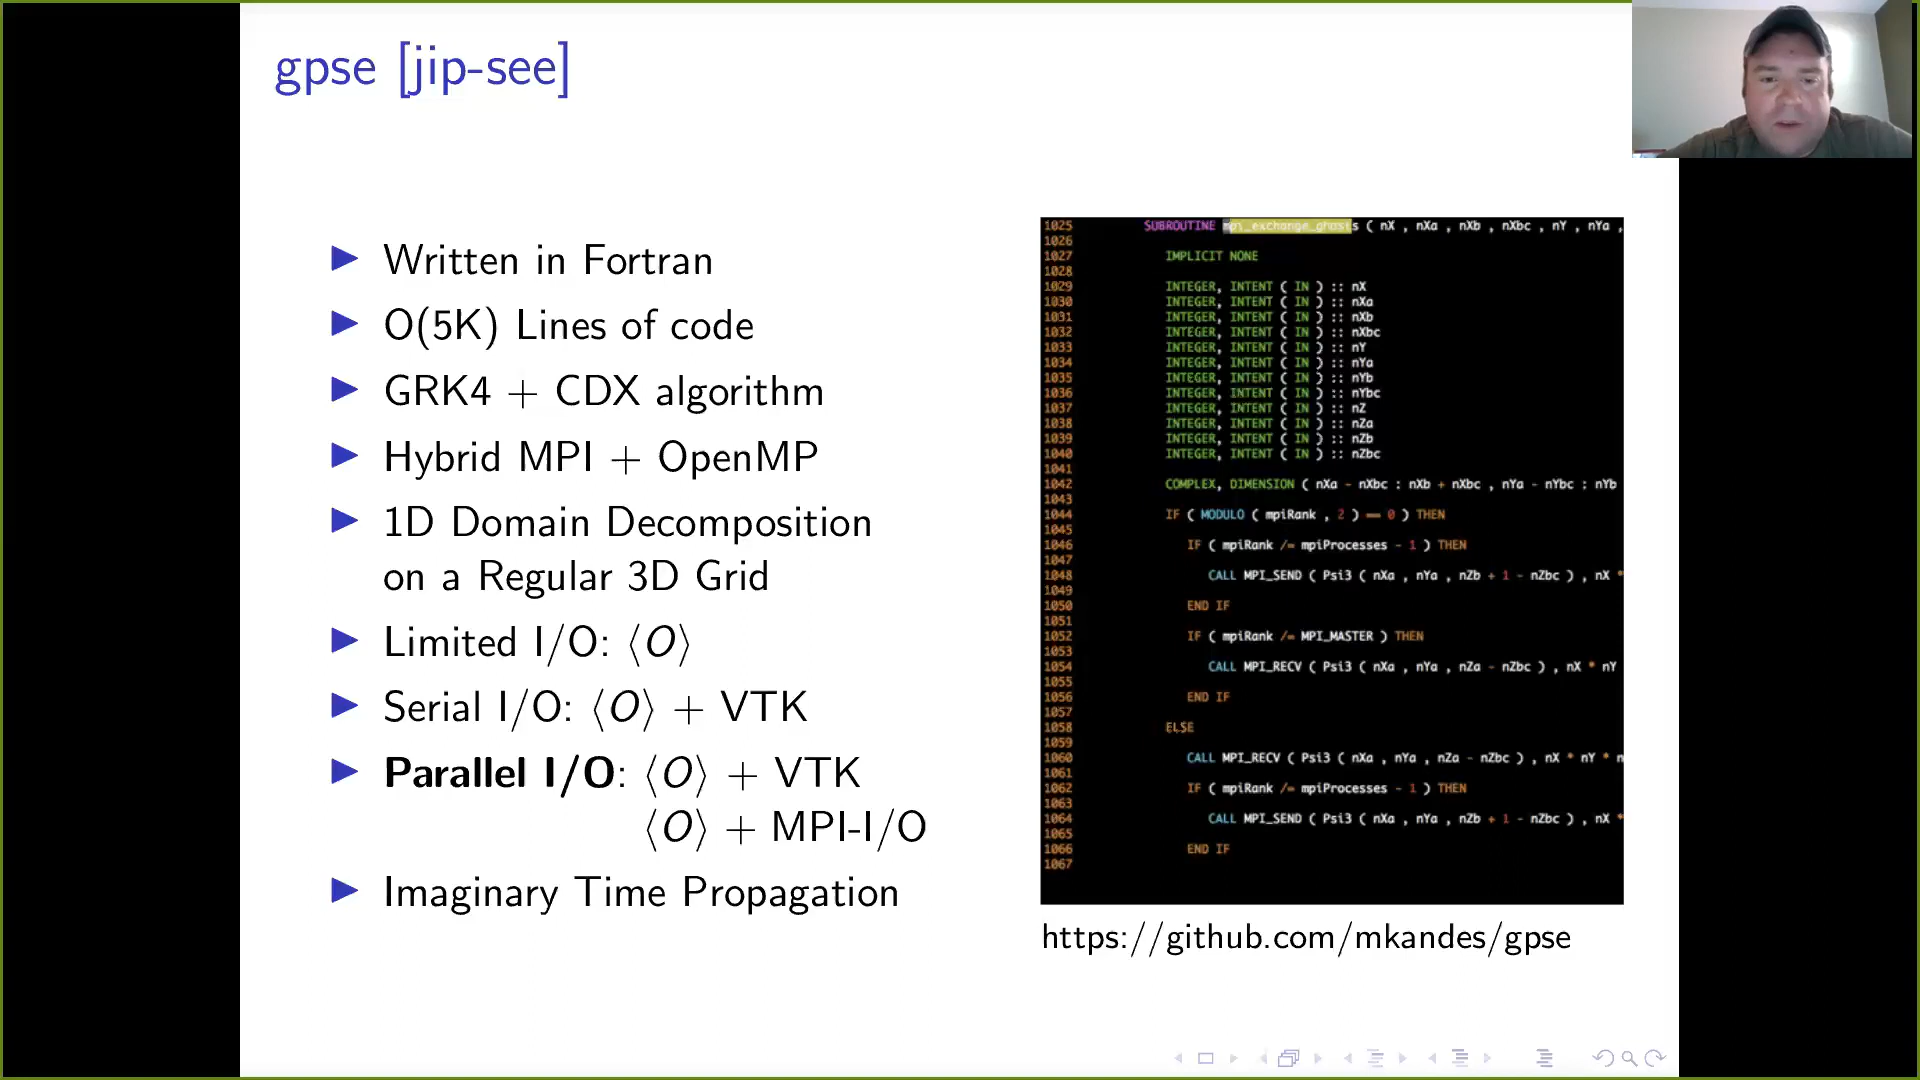 gpse [jip-see]
Written in Fortran
O(5K) Lines of code
GRK4 + CDX algorithm
Hybrid MPI + OpenMP
1D Domain Decomposition
on a Regular 3D Grid
Limited I/O: ⟨O⟩
Serial I/O: ⟨O⟩ + VTK
Parallel I/O: ⟨O⟩ + VTK
⟨O⟩ + MPI-I/O
Imaginary Time Propagation
1025 SUBROUTINE mpi_exchange_ghosts ( nX , nXa , nXb , nXbc , nY , nYa ,
1026
1027 IMPLICIT NONE
1028
1029 INTEGER, INTENT ( IN ) :: nX
1030 INTEGER, INTENT ( IN ) :: nXa
1031 INTEGER, INTENT ( IN ) :: nXb
1032 INTEGER, INTENT ( IN ) :: nXbc
1033 INTEGER, INTENT ( IN ) :: nY
1034 INTEGER, INTENT ( IN ) :: nYa
1035 INTEGER, INTENT ( IN ) :: nYb
1036 INTEGER, INTENT ( IN ) :: nYbc
1037 INTEGER, INTENT ( IN ) :: nZ
1038 INTEGER, INTENT ( IN ) :: nZa
1039 INTEGER, INTENT ( IN ) :: nZb
1040 INTEGER, INTENT ( IN ) :: nZbc
1041
1042 COMPLEX, DIMENSION ( nXa - nXbc : nXb + nXbc , nYa - nYbc : nYb
1043
1044 IF ( MODULO ( mpiRank , 2 ) == 0 ) THEN
1045
1046 IF ( mpiRank /= mpiProcesses - 1 ) THEN
1047
1048 CALL MPI_SEND ( Psi3 ( nXa , nYa , nZb + 1 - nZbc ) , nX *
1049
1050 END IF
1051
1052 IF ( mpiRank /= MPI_MASTER ) THEN
1053
1054 CALL MPI_RECV ( Psi3 ( nXa , nYa , nZa - nZbc ) , nX * nY
1055
1056 END IF
1057
1058 ELSE
1059
1060 CALL MPI_RECV ( Psi3 ( nXa , nYa , nZa - nZbc ) , nX * nY * n
1061
1062 IF ( mpiRank /= mpiProcesses - 1 ) THEN
1063
1064 CALL MPI_SEND ( Psi3 ( nXa , nYa , nZb + 1 - nZbc ) , nX *
1065
1066 END IF
1067
https://github.com/mkandes/gpse